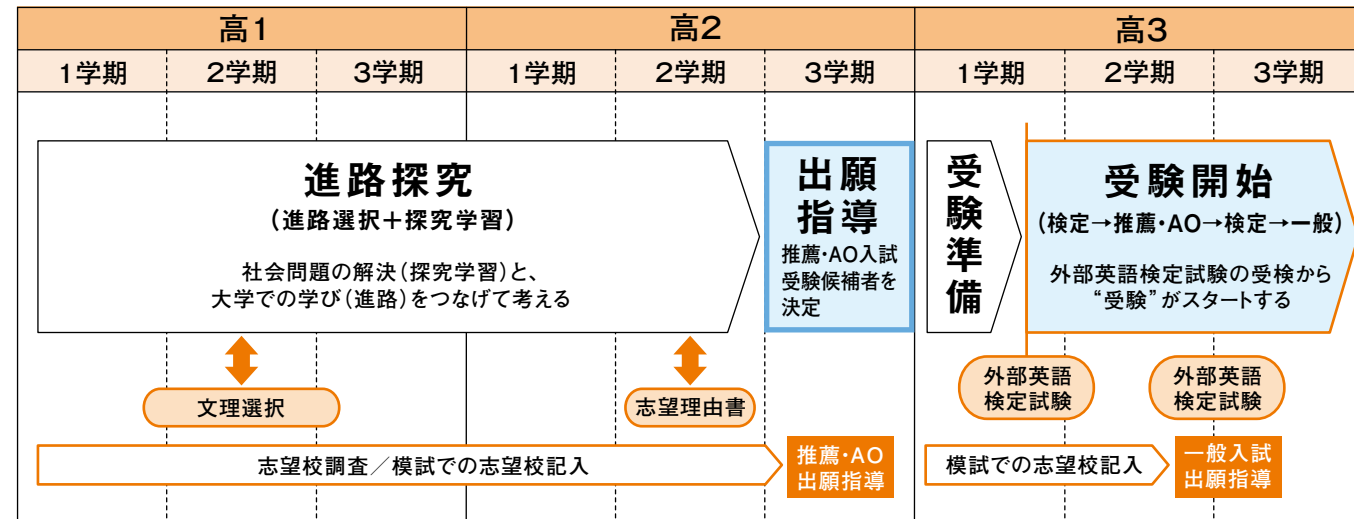 高1
高2
高3
1学期
2学期
3学期
1学期
2学期
3学期
1学期
2学期
3学期
進路探究
(進路選択+探究学習)
社会問題の解決(探究学習)と、
大学での学び(進路)をつなげて考える
出願
指導
推薦・AO入試
受験候補者を
決定
受験準備
受験開始
(検定→推薦・AO→検定→一般)
外部英語検定試験の受検から
“受験”がスタートする
文理選択
志望理由書
外部英語
検定試験
外部英語
検定試験
志望校調査/模試での志望校記入
推薦・AO
出願指導
模試での志望校記入
一般入試
出願指導